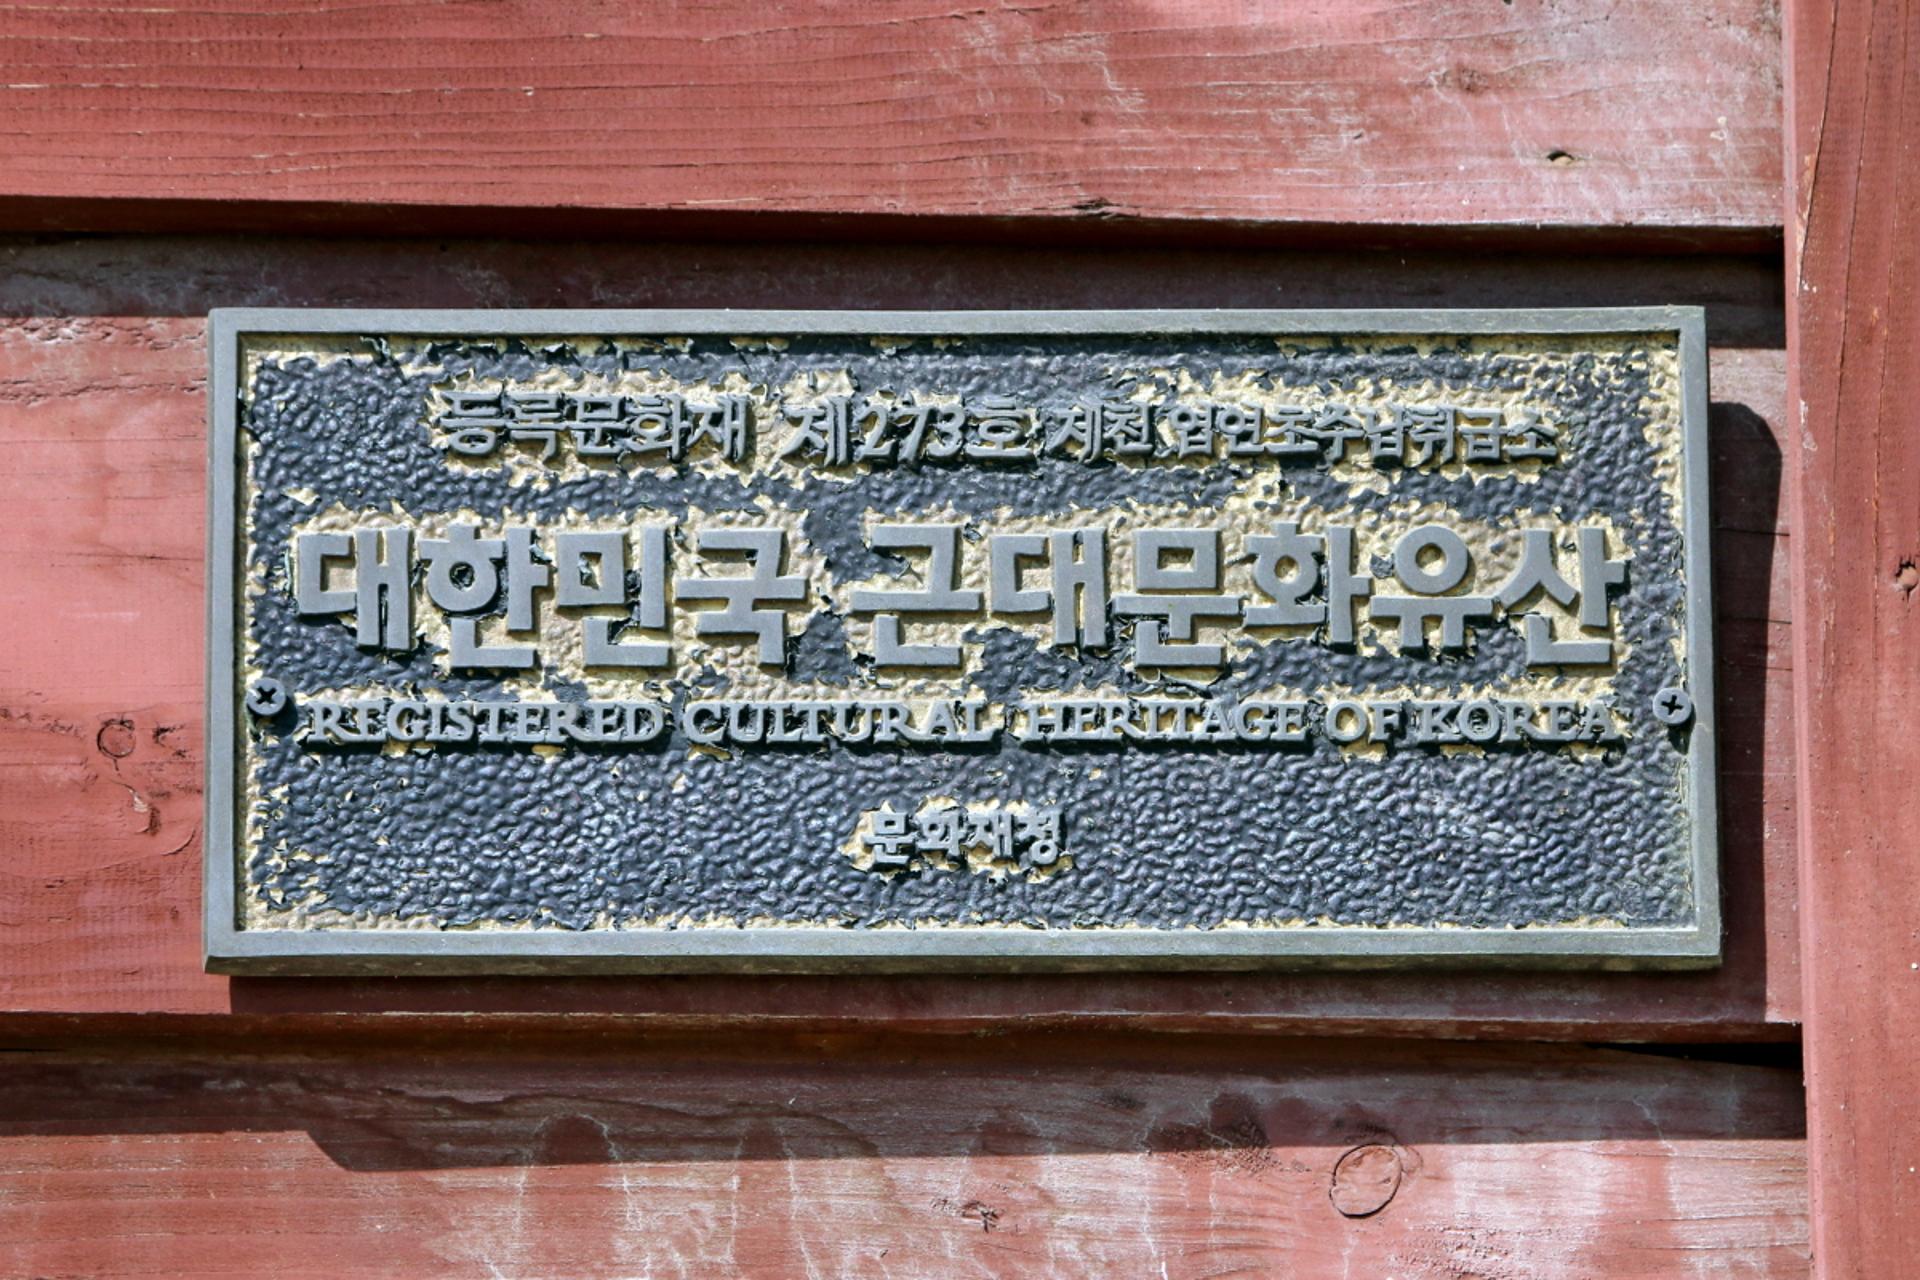 등록문화재 제273호 제천 엽연초수납취급소
대한민국 근대문화유산
REGISTERED CULTURAL HERITAGE OF KOREA
문화재청